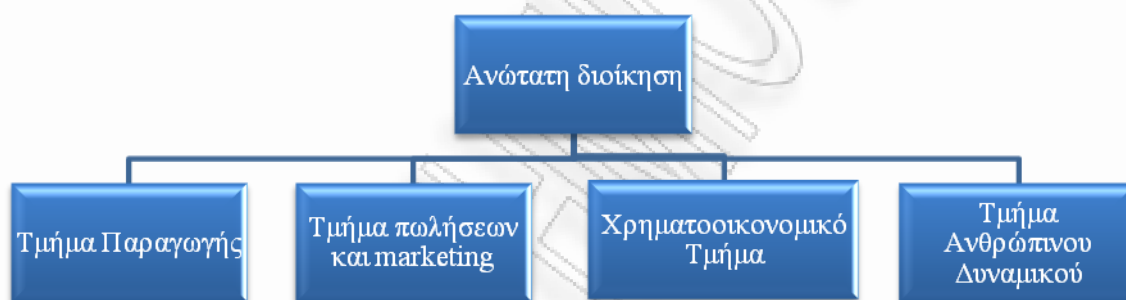 Ανώτατη διοίκηση
Τμήμα Παραγωγής
Τμήμα πωλήσεων
και marketing
Χρηματοοικονομικό
Τμήμα
Τμήμα
Ανθρώπινου
Δυναμικού